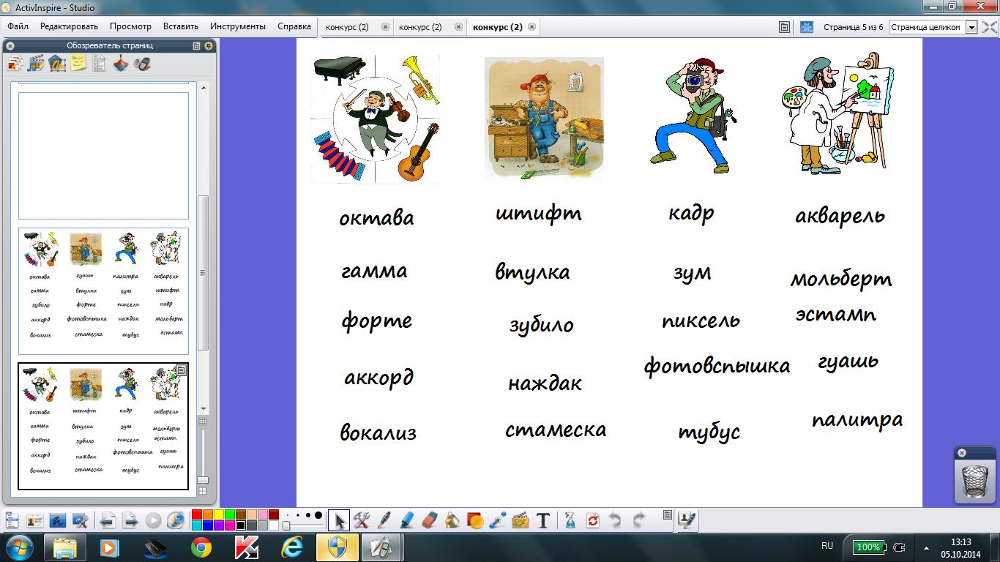 ActivInspire - Studio
Файл Редактировать Просмотр Вставить Инструменты Справка
конкурс (2) конкурс (2) конкурс (2)
Страница 5 из 6 Страница целиком
Обозреватель страниц
октава гуашь палитра акварель
гамма втулка зум штифт
зубило форте пиксель кадр
аккорд фотовспышка наждак мольберт
вокализ стамеска тубус эстамп
октава штифт кадр акварель
гамма втулка зум мольберт
форте зубило пиксель эстамп
аккорд наждак фотовспышка гуашь
вокализ стамеска тубус палитра
октава штифт кадр акварель
гамма втулка зум мольберт
форте зубило пиксель эстамп
аккорд наждак фотовспышка гуашь
вокализ стамеска тубус палитра
RU 100% 13:13
05.10.2014